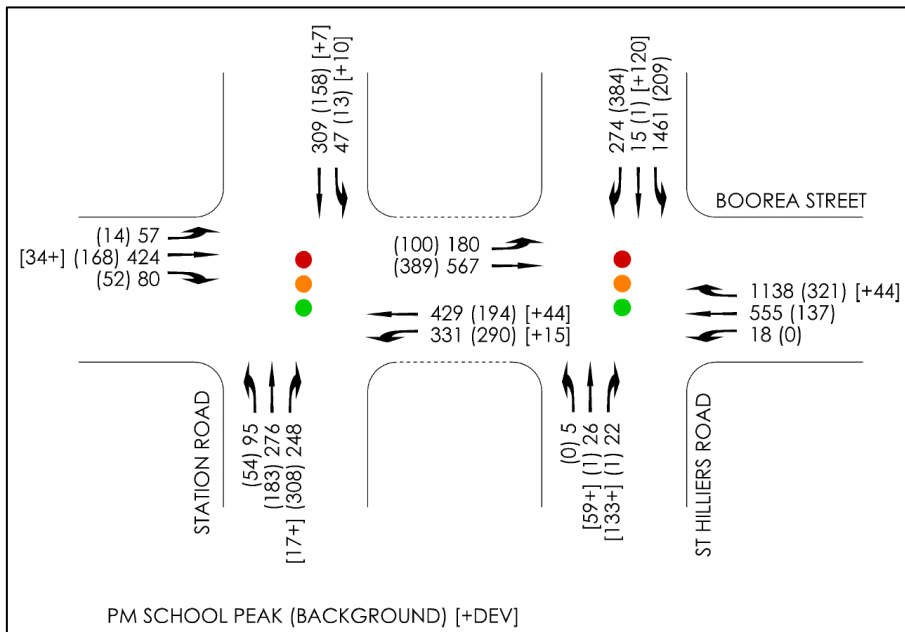 309 (158) [+7]
47 (13) [+10]
274 (384)
15 (1) [+120]
1461 (209)
BOOREA STREET
(14) 57
[34+] (168) 424
(52) 80
(100) 180
(389) 567
429 (194) [+44]
331 (290) [+15]
1138 (321) [+44]
555 (137)
18 (0)
STATION ROAD
(54) 95
(183) 276
[17+] (308) 248
(0) 5
[59+] (1) 26
[133+] (1) 22
ST HILLIERS ROAD
PM SCHOOL PEAK (BACKGROUND) [+DEV]